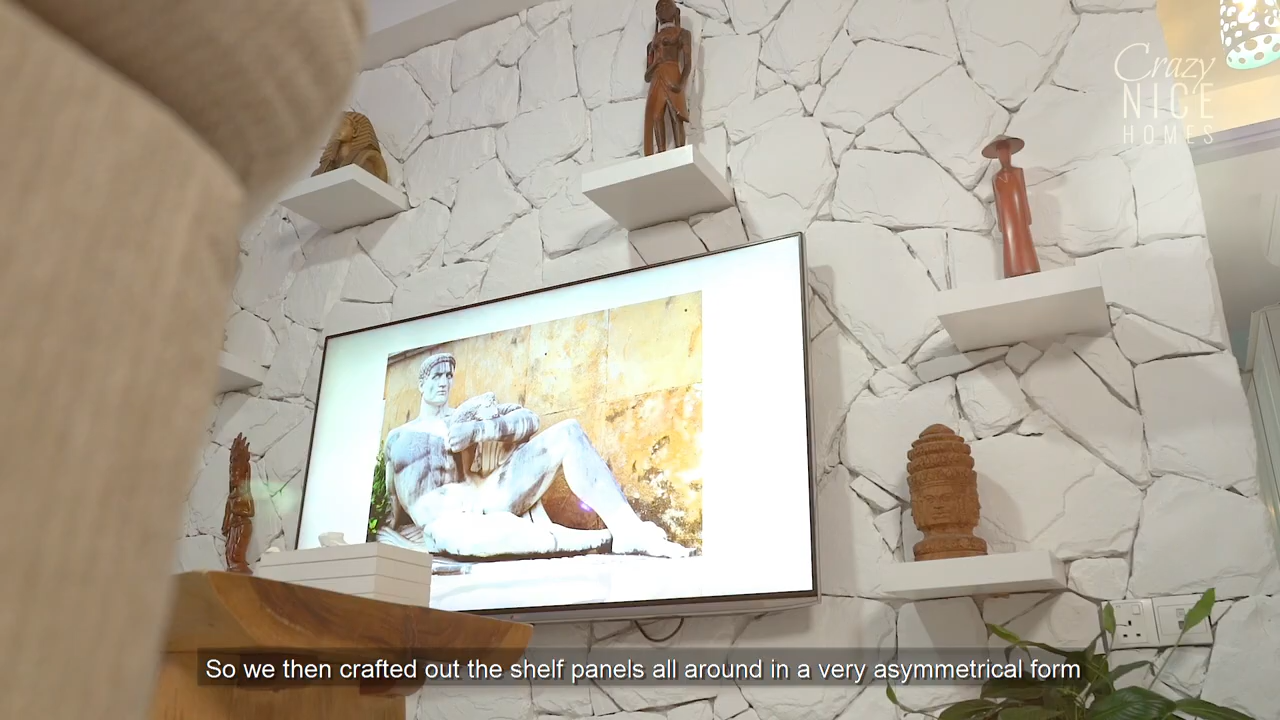 Crazy
NICE
HOMES
So we then crafted out the shelf panels all around in a very asymmetrical form